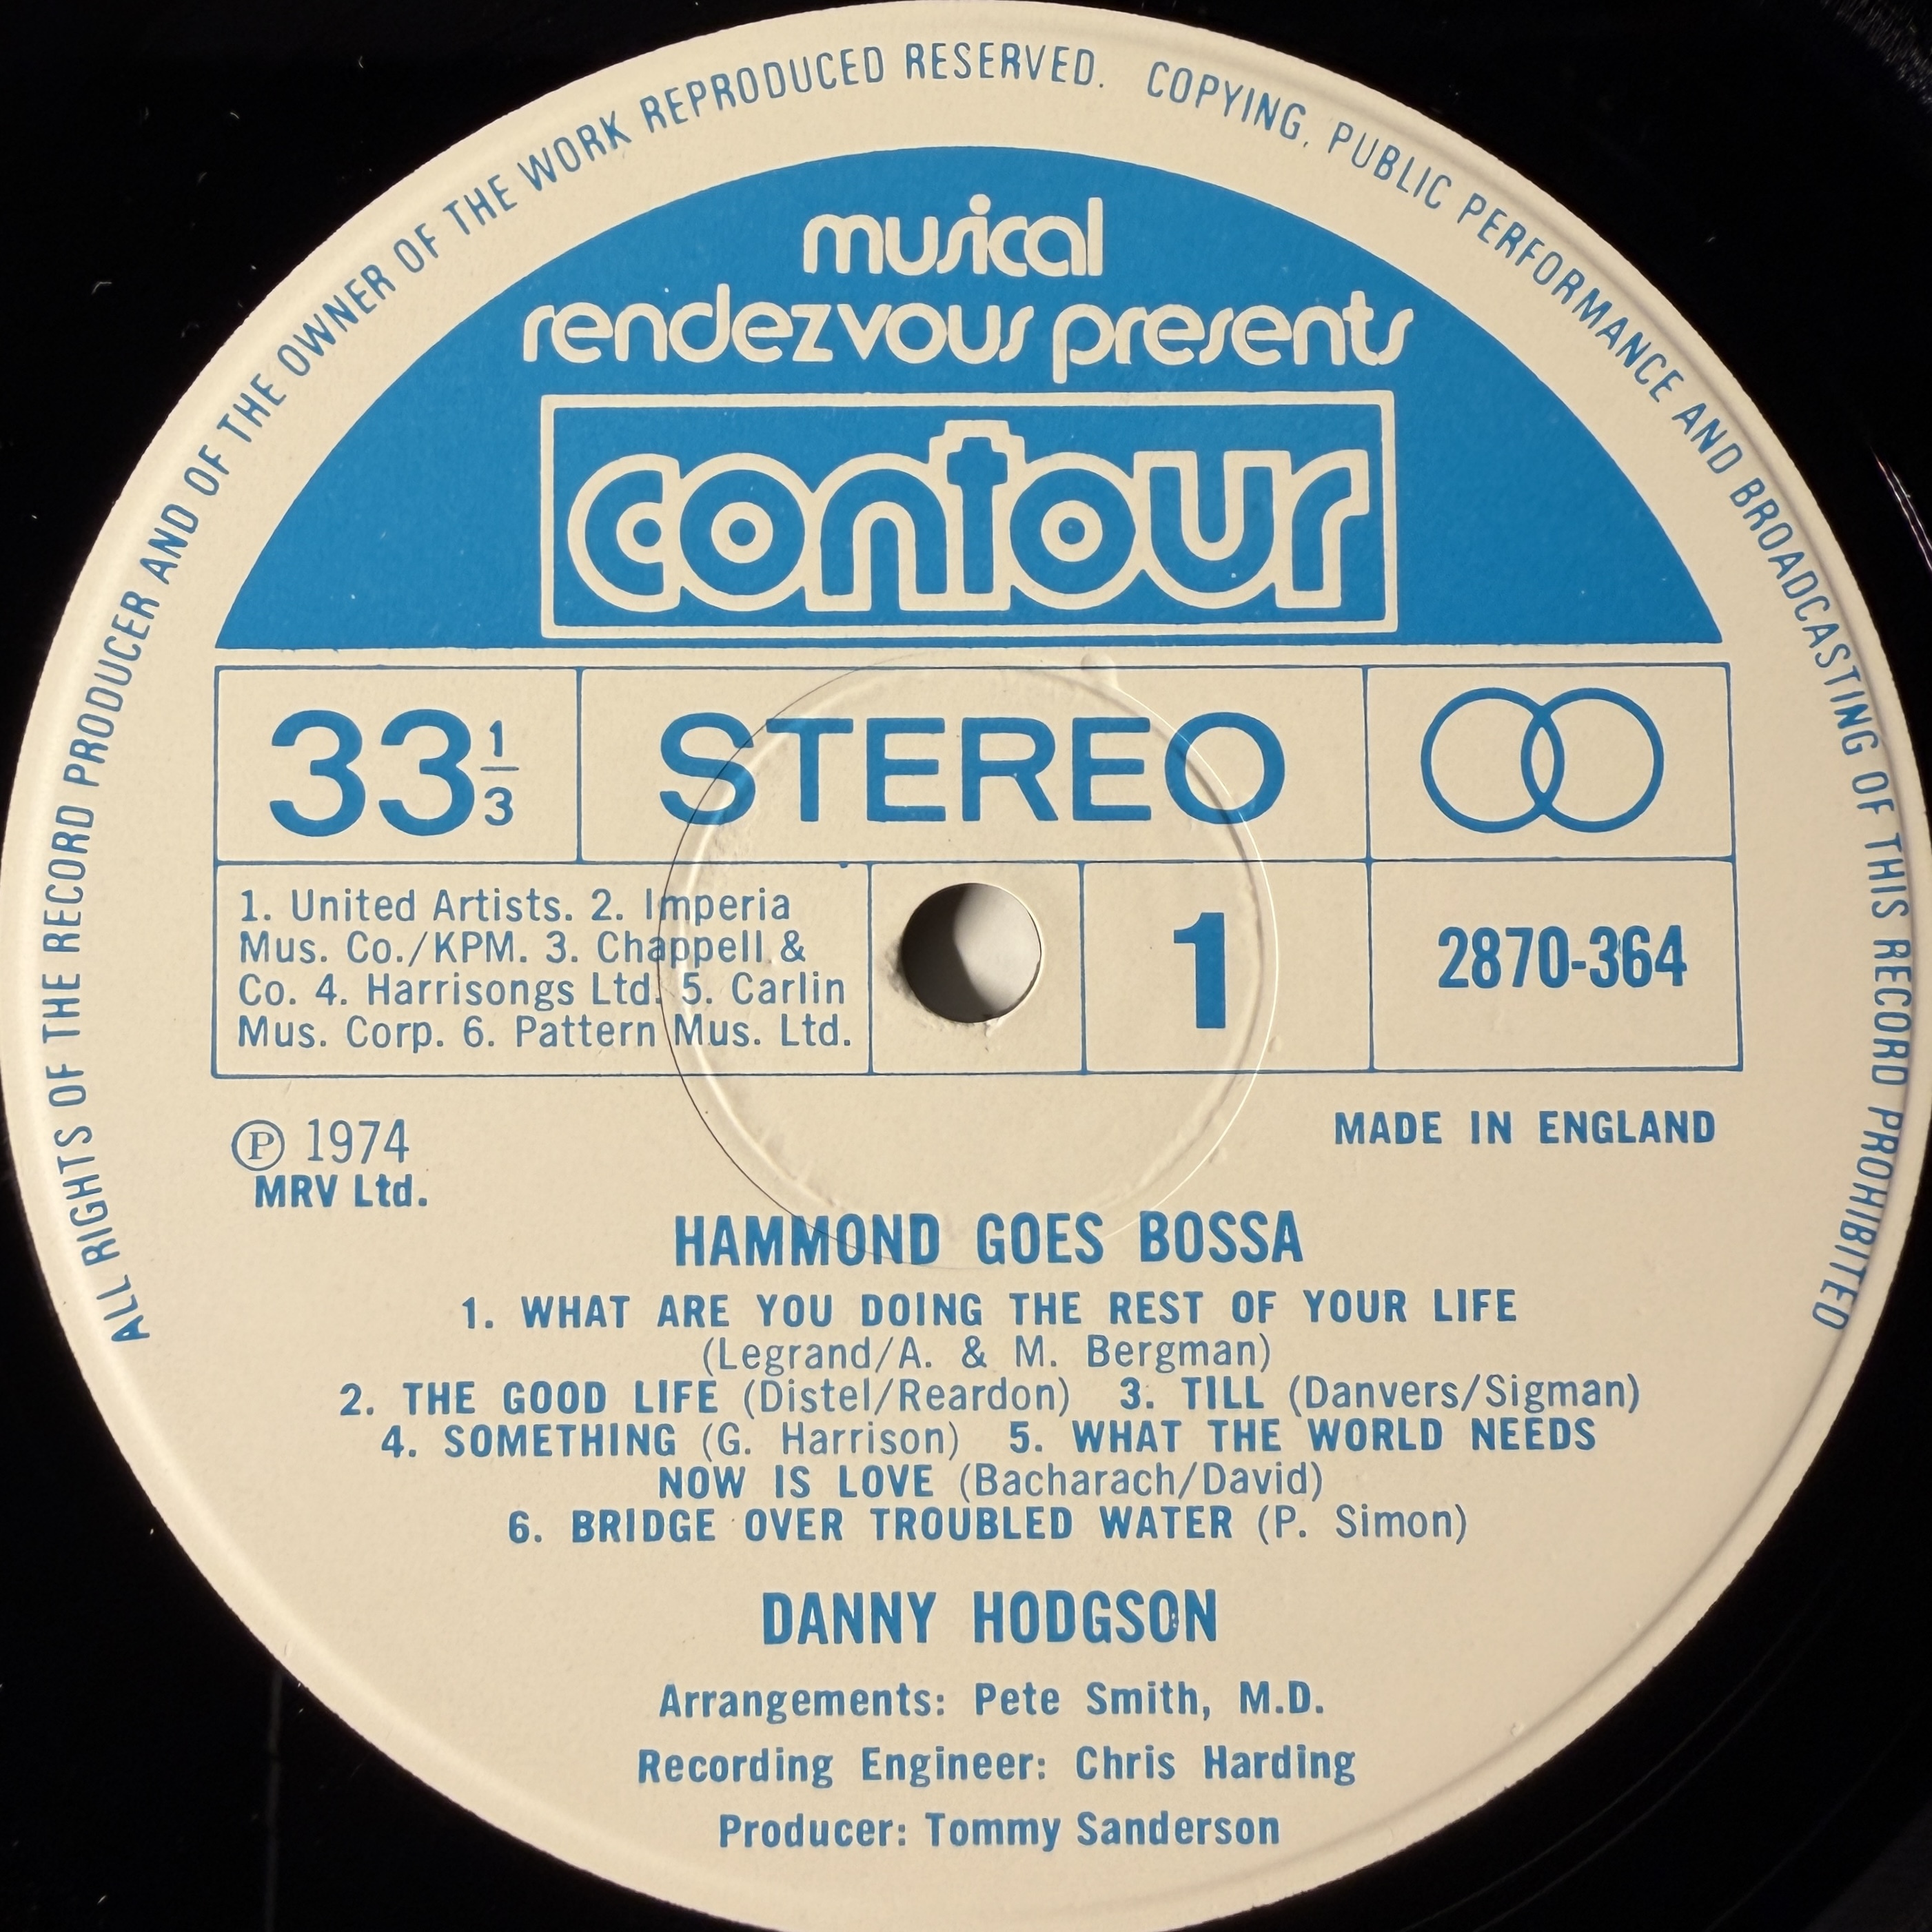 ALL RIGHTS OF THE RECORD PRODUCER AND OF THE OWNER OF THE WORK REPRODUCED RESERVED. COPYING, PUBLIC PERFORMANCE AND BROADCASTING OF THIS RECORD PROHIBITED
musical
rendezvous presents
contour
33 1/3 STEREO
1. United Artists. 2. Imperia
Mus. Co./KPM. 3. Chappell &
Co. 4. Harrisongs Ltd. 5. Carlin
Mus. Corp. 6. Pattern Mus. Ltd.
1
2870-364
Ⓟ 1974
MRV Ltd.
MADE IN ENGLAND
HAMMOND GOES BOSSA
1. WHAT ARE YOU DOING THE REST OF YOUR LIFE
(Legrand/A. & M. Bergman)
2. THE GOOD LIFE (Distel/Reardon) 3. TILL (Danvers/Sigman)
4. SOMETHING (G. Harrison) 5. WHAT THE WORLD NEEDS
NOW IS LOVE (Bacharach/David)
6. BRIDGE OVER TROUBLED WATER (P. Simon)
DANNY HODGSON
Arrangements: Pete Smith, M.D.
Recording Engineer: Chris Harding
Producer: Tommy Sanderson